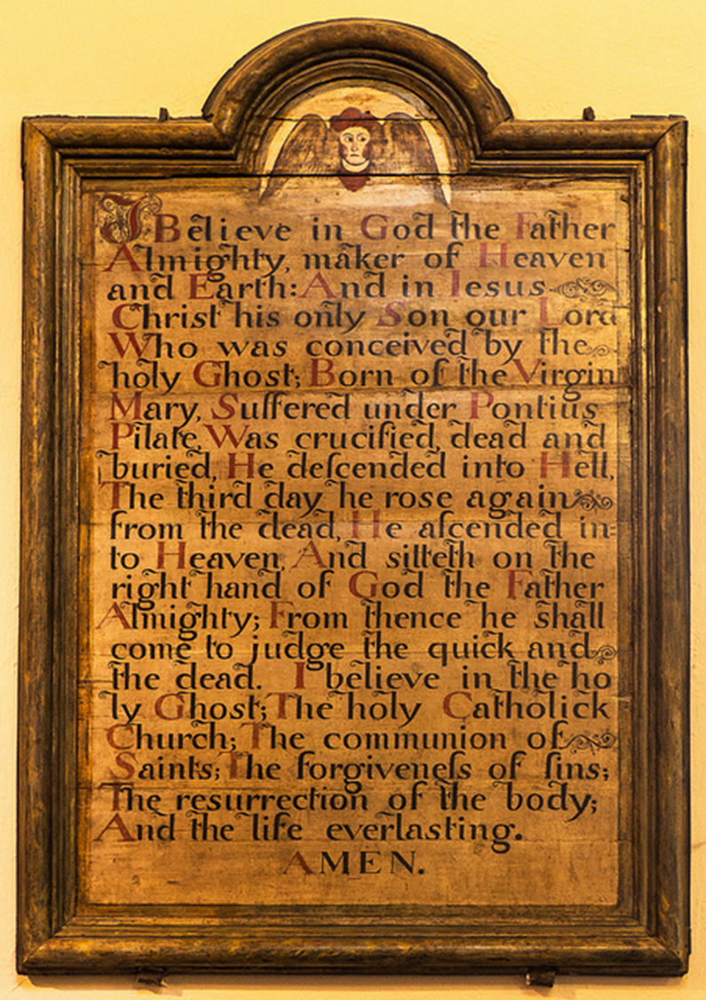 I Believe in God the Father
Almighty, maker of Heaven
and Earth: And in Iesus
Christ his only Son our Lord
Who was conceived by the
holy Ghost; Born of the Virgin
Mary, Suffered under Pontius
Pilate, Was crucified, dead and
buried, He deſcended into Hell,
The third day he rose again
from the dead, He aſcended in=
to Heaven, And sitteth on the
right hand of God the Father
Almighty; From thence he shall
come to judge the quick and
the dead. I believe in the ho
ly Ghost; The holy Catholick
Church; The communion of
Saints; The forgiveneſs of ſins;
The resurrection of the body;
And the life everlasting.
AMEN.